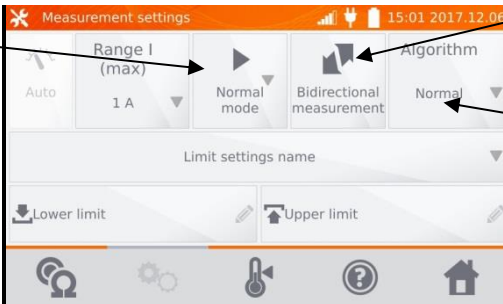 Measurement settings 15:01 2017.12.06
Auto
Range I
(max)
1 A
Normal
mode
Bidirectional
measurement
Algorithm
Normal
Limit settings name
Lower limit
Upper limit